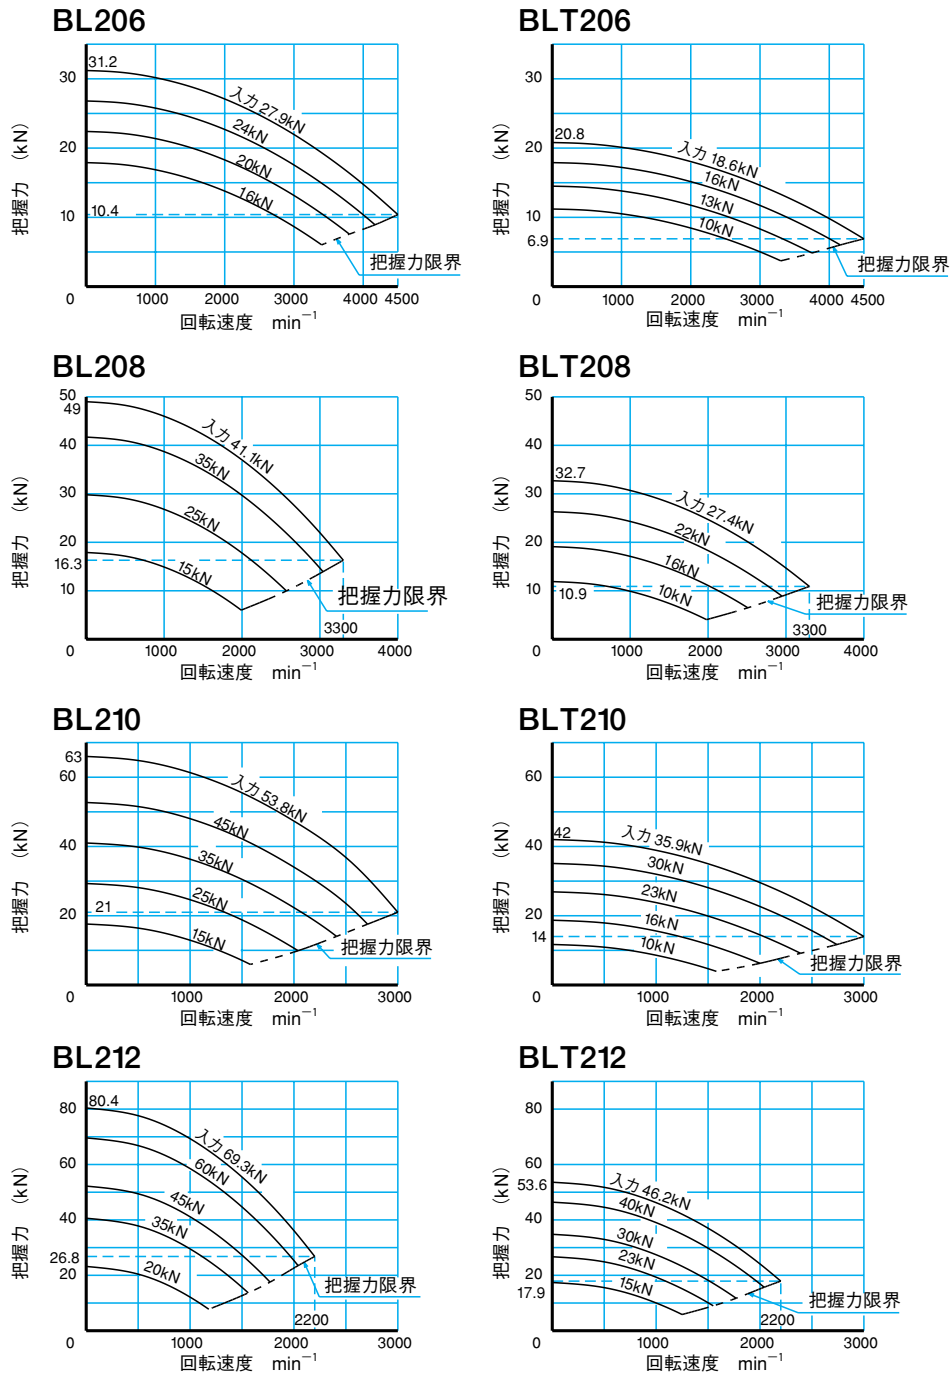 BL206
把握力 (kN)
31.2
30
20
10
10.4
0
入力 27.9kN
24kN
20kN
16kN
把握力限界
1000 2000 3000 4000 4500
回転速度 min⁻¹
BLT206
把握力 (kN)
30
20.8
20
10
6.9
0
入力 18.6kN
16kN
13kN
10kN
把握力限界
1000 2000 3000 4000 4500
回転速度 min⁻¹
BL208
把握力 (kN)
50
49
40
30
20
16.3
10
0
入力 41.1kN
35kN
25kN
15kN
把握力限界
3300
1000 2000 3000 4000
回転速度 min⁻¹
BLT208
把握力 (kN)
50
40
32.7
30
20
10
10.9
0
入力 27.4kN
22kN
16kN
10kN
把握力限界
3300
1000 2000 3000 4000
回転速度 min⁻¹
BL210
把握力 (kN)
63
60
40
20
21
0
入力 53.8kN
45kN
35kN
25kN
15kN
把握力限界
1000 2000 3000
回転速度 min⁻¹
BLT210
把握力 (kN)
60
42
40
20
14
0
入力 35.9kN
30kN
23kN
16kN
10kN
把握力限界
1000 2000 3000
回転速度 min⁻¹
BL212
把握力 (kN)
80.4
80
60
40
26.8
20
0
入力 69.3kN
60kN
45kN
35kN
20kN
把握力限界
2200
1000 2000 3000
回転速度 min⁻¹
BLT212
把握力 (kN)
80
60
53.6
40
20
17.9
0
入力 46.2kN
40kN
30kN
23kN
15kN
把握力限界
2200
1000 2000 3000
回転速度 min⁻¹